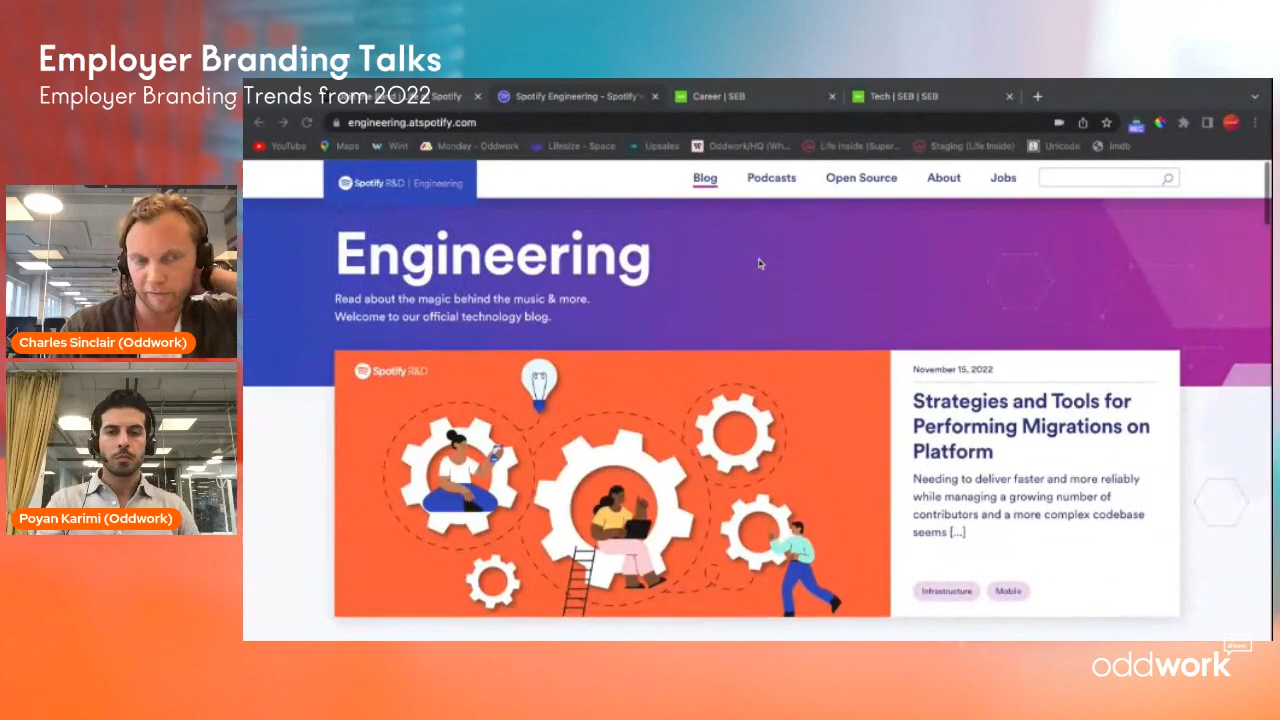 Employer Branding Talks
Employer Branding Trends from 2022
Spotify
Spotify Engineering – Spotify's
Career | SEB
Tech | SEB | SEB
engineering.atspotify.com
YouTube
Maps
Wint
Monday - Oddwork
Lifesize - Space
Upsales
Oddwork/HQ (Wh...
Life Inside (Super...
Staging (Life Inside)
Unicode
imdb
Spotify R&D | Engineering
Blog
Podcasts
Open Source
About
Jobs
Engineering
Read about the magic behind the music & more.
Welcome to our official technology blog.
Spotify R&D
November 15, 2022
Strategies and Tools for
Performing Migrations on
Platform
Needing to deliver faster and more reliably
while managing a growing number of
contributors and a more complex codebase
seems [...]
Infrastructure
Mobile
Charles Sinclair (Oddwork)
Poyan Karimi (Oddwork)
dream.
oddwork